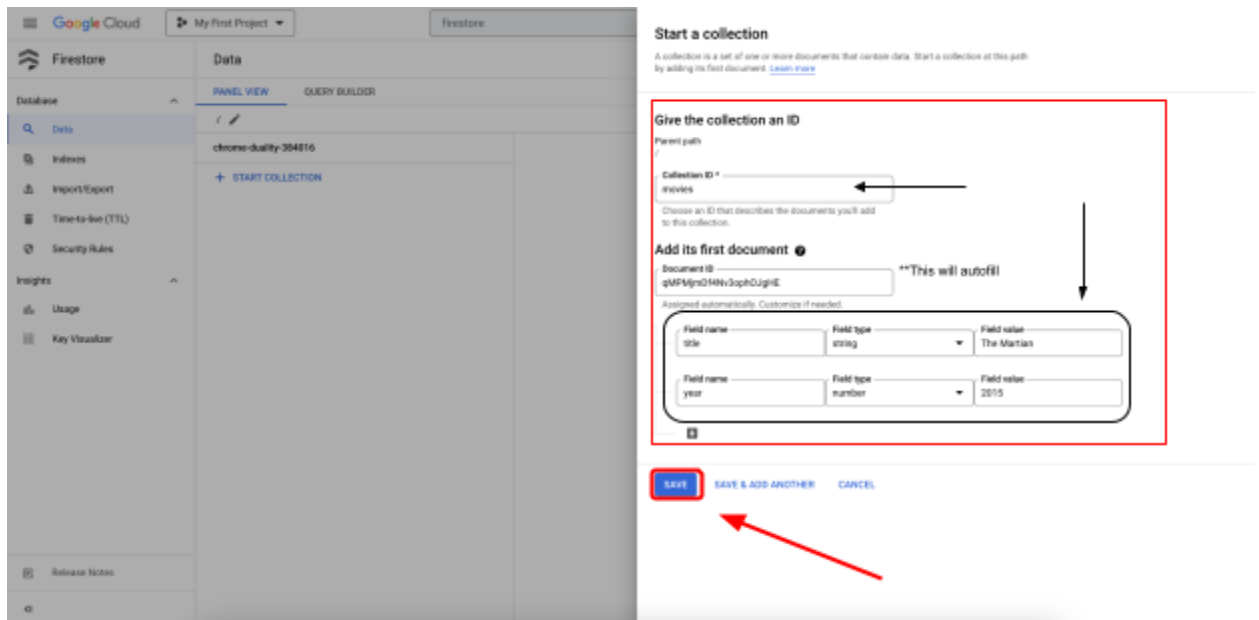 Google Cloud
My First Project
firestore
Firestore
Database
Data
Indexes
Import/Export
Time-to-live (TTL)
Security Rules
Insights
Usage
Key Visualizer
Release Notes
Data
PANEL VIEW
QUERY BUILDER
/
chrome-duality-384016
+ START COLLECTION
Start a collection
A collection is a set of one or more documents that contain data. Start a collection at this path
by adding its first document. Learn more
Give the collection an ID
Parent path
/
Collection ID *
movies
Choose an ID that describes the documents you'll add
to this collection.
Add its first document
Document ID
**This will autofill
Assigned automatically. Customize if needed.
Field name
title
Field type
string
Field value
The Martian
Field name
year
Field type
number
Field value
2015
SAVE
SAVE & ADD ANOTHER
CANCEL